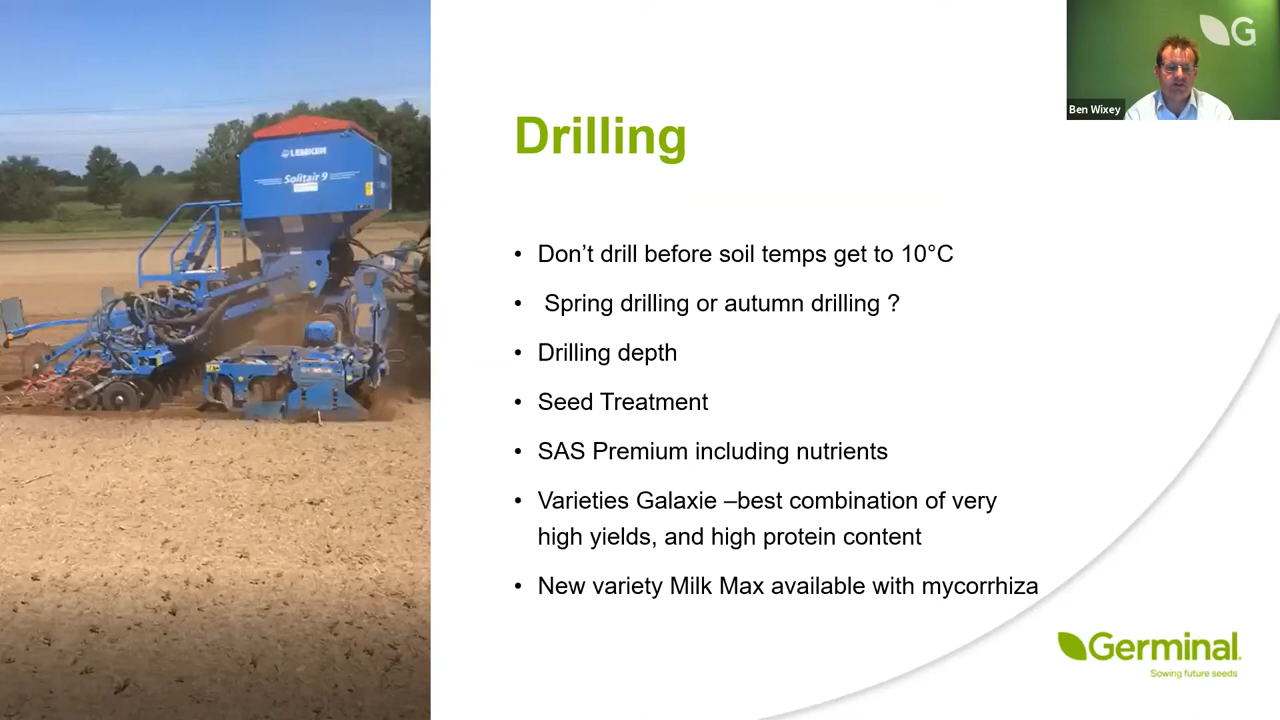 G
Ben Wixey
LEMKEN
Solitair 9
Drilling
• Don’t drill before soil temps get to 10°C
• Spring drilling or autumn drilling ?
• Drilling depth
• Seed Treatment
• SAS Premium including nutrients
• Varieties Galaxie –best combination of very
high yields, and high protein content
• New variety Milk Max available with mycorrhiza
Germinal
Sowing future seeds